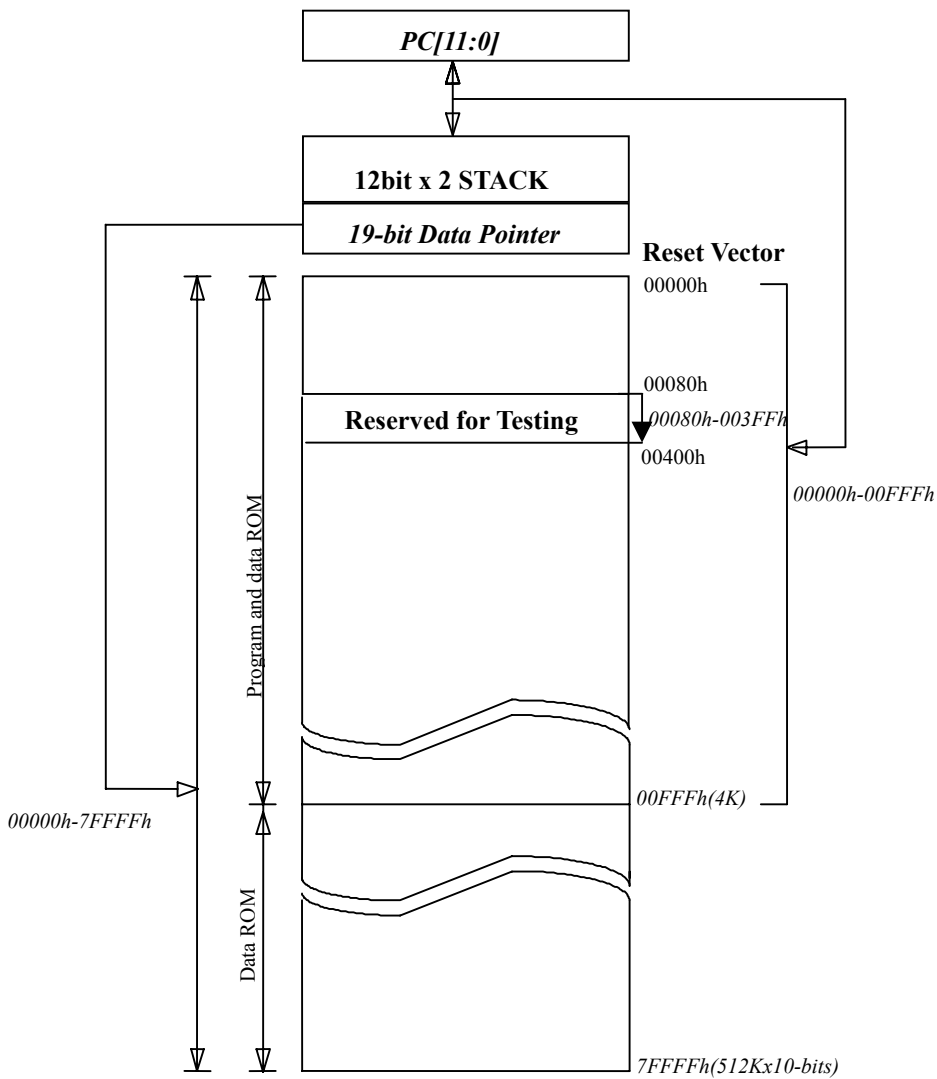 PC[11:0]
12bit x 2 STACK
19-bit Data Pointer
Reset Vector
00000h
00080h
Reserved for Testing
00080h-003FFh
00400h
00000h-00FFFh
Program and data ROM
00FFFh(4K)
00000h-7FFFFh
Data ROM
7FFFFh(512Kx10-bits)